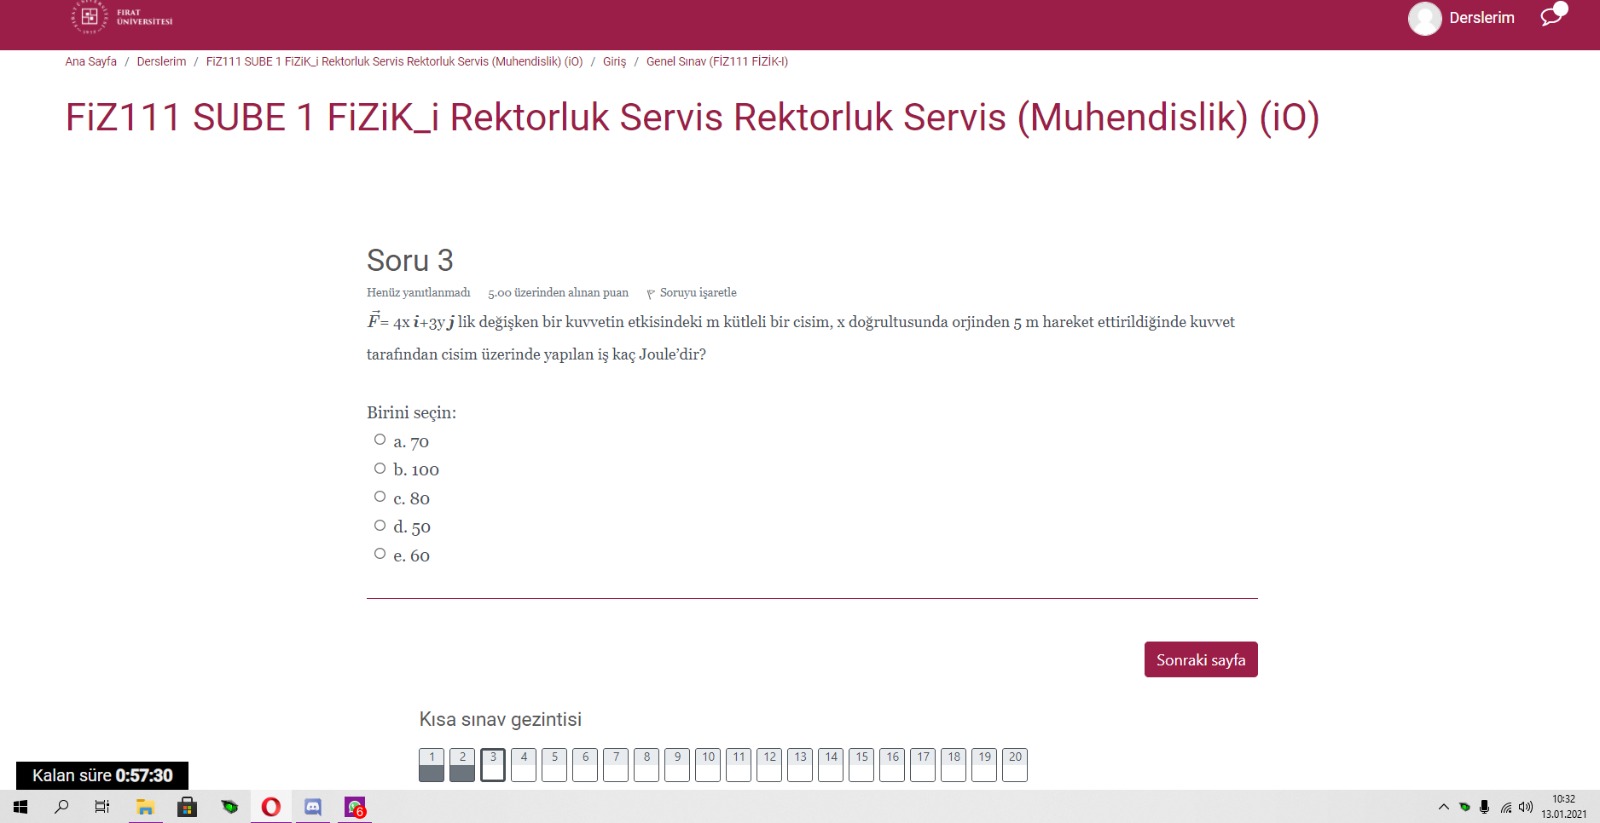 FIRAT
ÜNİVERSİTESİ
Derslerim
Ana Sayfa / Derslerim / FiZ111 SUBE 1 FiZiK_i Rektorluk Servis Rektorluk Servis (Muhendislik) (iO) / Giriş / Genel Sınav (FİZ111 FİZİK-I)
FiZ111 SUBE 1 FiZiK_i Rektorluk Servis Rektorluk Servis (Muhendislik) (iO)
Soru 3
Henüz yanıtlanmadı 5.00 üzerinden alınan puan Soruyu işaretle
F⃗= 4x i+3y j lik değişken bir kuvvetin etkisindeki m kütleli bir cisim, x doğrultusunda orjinden 5 m hareket ettirildiğinde kuvvet
tarafından cisim üzerinde yapılan iş kaç Joule’dir?
Birini seçin:
a. 70
b. 100
c. 80
d. 50
e. 60
Sonraki sayfa
Kısa sınav gezintisi
1 2 3 4 5 6 7 8 9 10 11 12 13 14 15 16 17 18 19 20
Kalan süre 0:57:30
6
10:32
13.01.2021